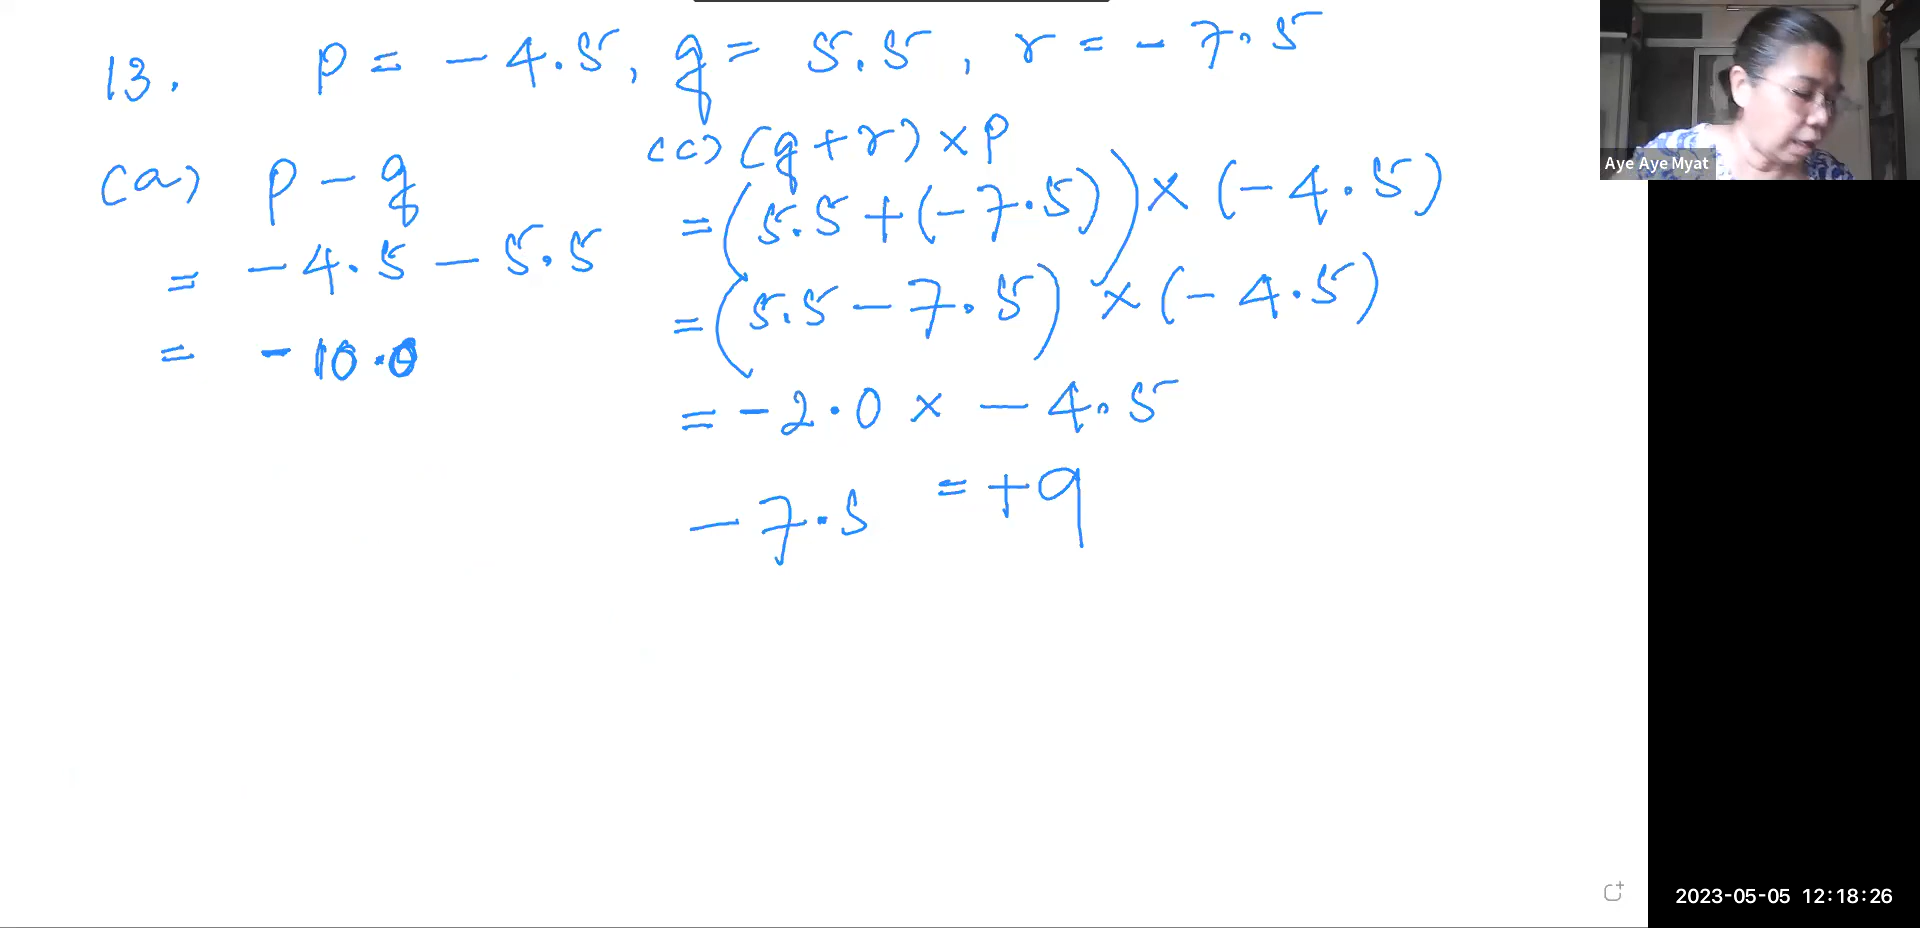 13. p = - 4.5, q = 5.5, r = - 7.5
(a) p - q
= - 4.5 - 5.5
= - 10.0
(c) (q + r) × p
= (5.5 + (- 7.5)) × (- 4.5)
= (5.5 - 7.5) × (- 4.5)
= - 2.0 × - 4.5
= + 9
- 7.5
Aye Aye Myat
2023-05-05 12:18:26